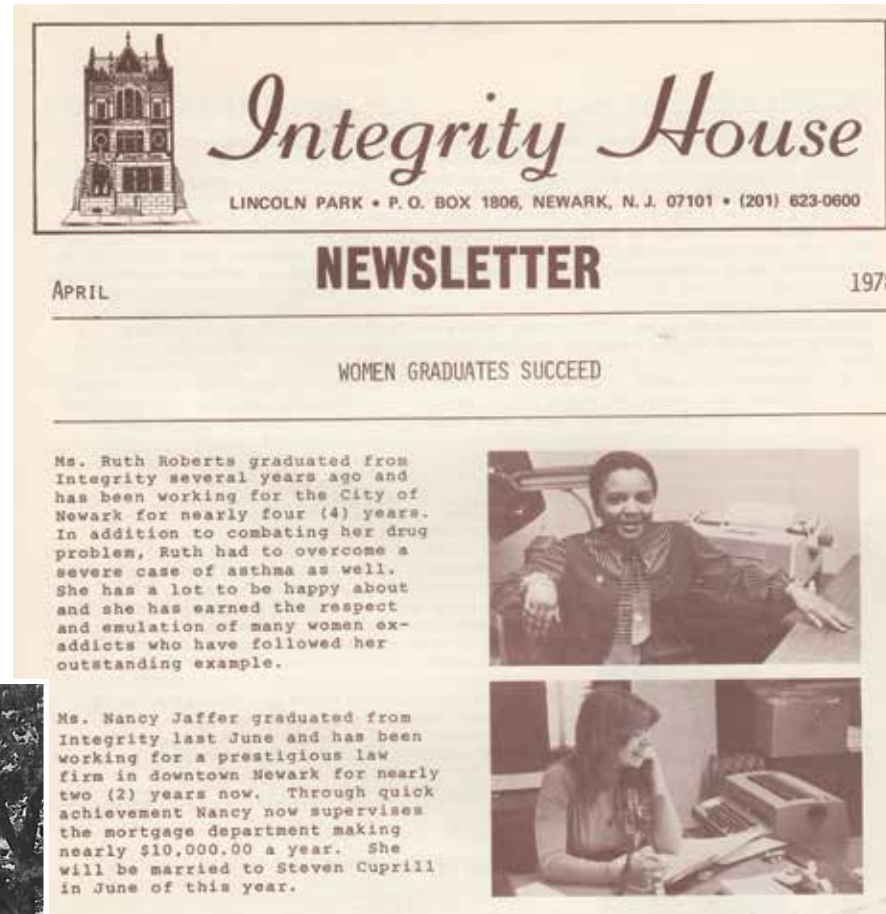 Integrity House
LINCOLN PARK • P. O. BOX 1806, NEWARK, N. J. 07101 • (201) 623-0600
NEWSLETTER
APRIL 1978
WOMEN GRADUATES SUCCEED
Ms. Ruth Roberts graduated from
Integrity several years ago and
has been working for the City of
Newark for nearly four (4) years.
In addition to combating her drug
problem, Ruth had to overcome a
severe case of asthma as well.
She has a lot to be happy about
and she has earned the respect
and emulation of many women ex-
addicts who have followed her
outstanding example.
Ms. Nancy Jaffer graduated from
Integrity last June and has been
working for a prestigious law
firm in downtown Newark for nearly
two (2) years now. Through quick
achievement Nancy now supervises
the mortgage department making
nearly $10,000.00 a year. She
will be married to Steven Cuprill
in June of this year.